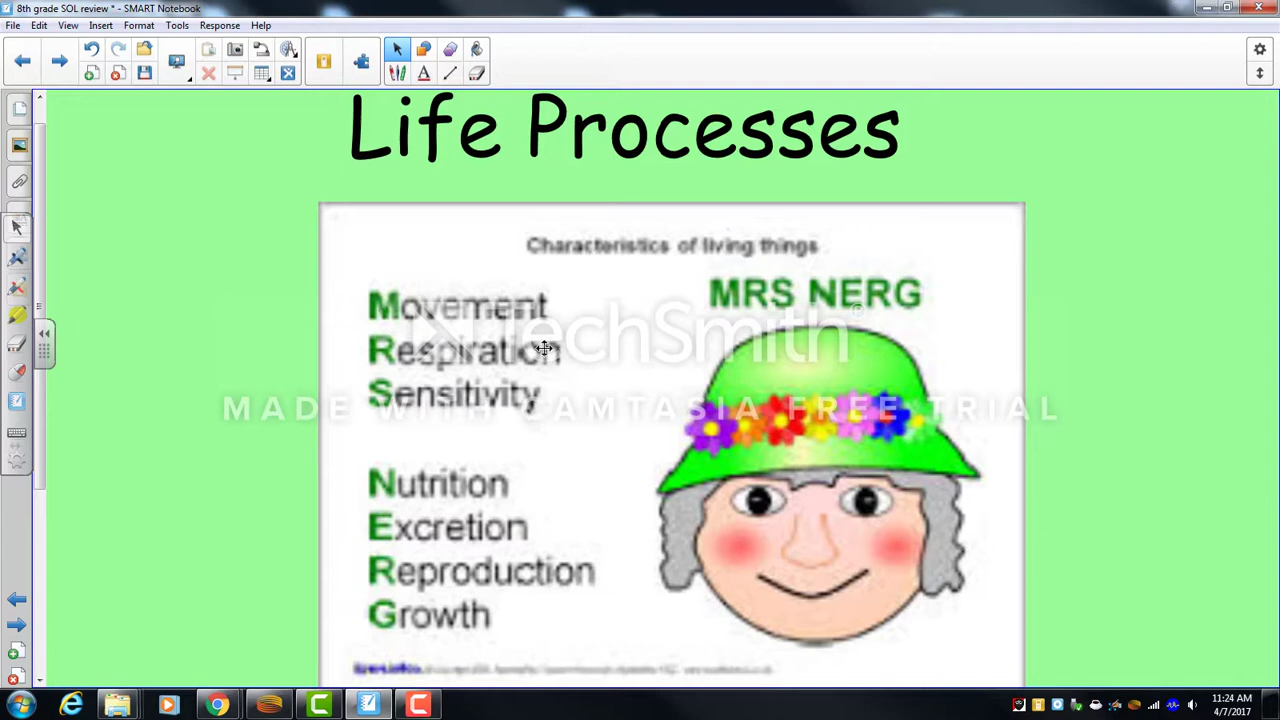 8th grade SOL review * - SMART Notebook
File Edit View Insert Format Tools Response Help
Life Processes
Characteristics of living things
MRS NERG
Movement
Respiration
Sensitivity
TechSmith®
MADE WITH CAMTASIA FREE TRIAL
Nutrition
Excretion
Reproduction
Growth
11:24 AM
4/7/2017